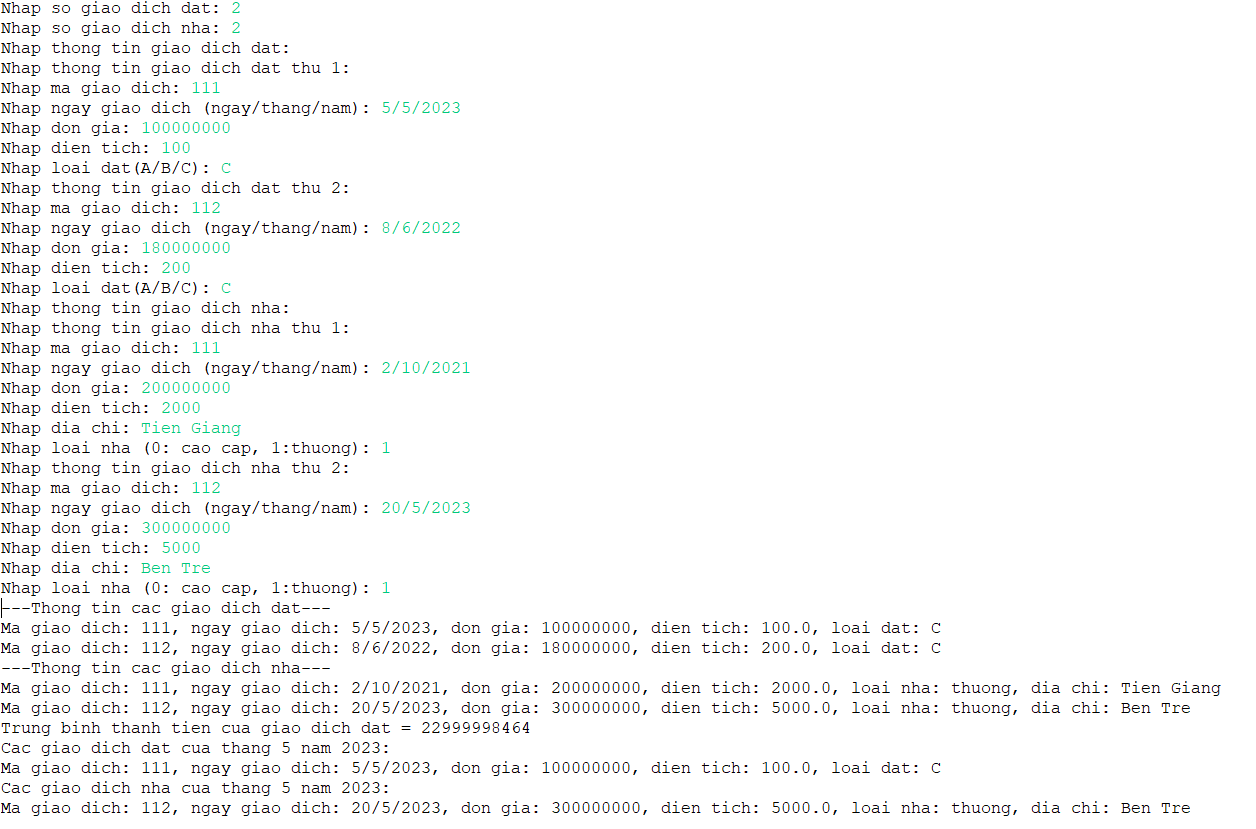 Nhap so giao dich dat: 2
Nhap so giao dich nha: 2
Nhap thong tin giao dich dat:
Nhap thong tin giao dich dat thu 1:
Nhap ma giao dich: 111
Nhap ngay giao dich (ngay/thang/nam): 5/5/2023
Nhap don gia: 100000000
Nhap dien tich: 100
Nhap loai dat(A/B/C): C
Nhap thong tin giao dich dat thu 2:
Nhap ma giao dich: 112
Nhap ngay giao dich (ngay/thang/nam): 8/6/2022
Nhap don gia: 180000000
Nhap dien tich: 200
Nhap loai dat(A/B/C): C
Nhap thong tin giao dich nha:
Nhap thong tin giao dich nha thu 1:
Nhap ma giao dich: 111
Nhap ngay giao dich (ngay/thang/nam): 2/10/2021
Nhap don gia: 200000000
Nhap dien tich: 2000
Nhap dia chi: Tien Giang
Nhap loai nha (0: cao cap, 1:thuong): 1
Nhap thong tin giao dich nha thu 2:
Nhap ma giao dich: 112
Nhap ngay giao dich (ngay/thang/nam): 20/5/2023
Nhap don gia: 300000000
Nhap dien tich: 5000
Nhap dia chi: Ben Tre
Nhap loai nha (0: cao cap, 1:thuong): 1
---Thong tin cac giao dich dat---
Ma giao dich: 111, ngay giao dich: 5/5/2023, don gia: 100000000, dien tich: 100.0, loai dat: C
Ma giao dich: 112, ngay giao dich: 8/6/2022, don gia: 180000000, dien tich: 200.0, loai dat: C
---Thong tin cac giao dich nha---
Ma giao dich: 111, ngay giao dich: 2/10/2021, don gia: 200000000, dien tich: 2000.0, loai nha: thuong, dia chi: Tien Giang
Ma giao dich: 112, ngay giao dich: 20/5/2023, don gia: 300000000, dien tich: 5000.0, loai nha: thuong, dia chi: Ben Tre
Trung binh thanh tien cua giao dich dat = 22999998464
Cac giao dich dat cua thang 5 nam 2023:
Ma giao dich: 111, ngay giao dich: 5/5/2023, don gia: 100000000, dien tich: 100.0, loai dat: C
Cac giao dich nha cua thang 5 nam 2023:
Ma giao dich: 112, ngay giao dich: 20/5/2023, don gia: 300000000, dien tich: 5000.0, loai nha: thuong, dia chi: Ben Tre